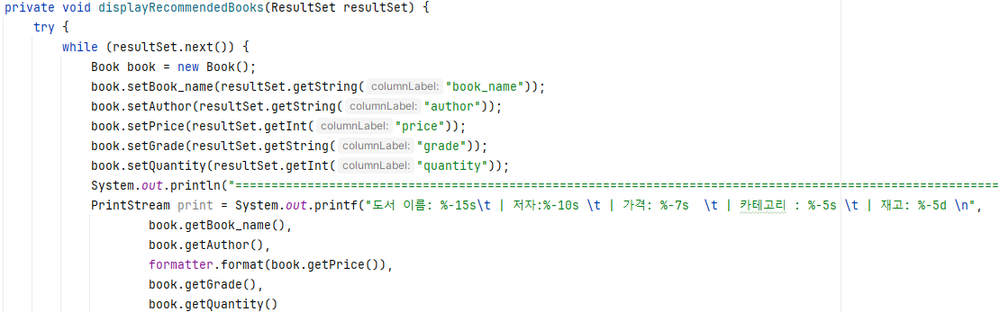 private void displayRecommendedBooks(ResultSet resultSet) {
try {
while (resultSet.next()) {
Book book = new Book();
book.setBook_name(resultSet.getString( columnLabel: "book_name"));
book.setAuthor(resultSet.getString( columnLabel: "author"));
book.setPrice(resultSet.getInt( columnLabel: "price"));
book.setGrade(resultSet.getString( columnLabel: "grade"));
book.setQuantity(resultSet.getInt( columnLabel: "quantity"));
System.out.println("==========================================================================================================
PrintStream print = System.out.printf("도서 이름: %-15s\t | 저자:%-10s \t | 가격: %-7s  \t | 카테고리 : %-5s \t | 재고: %-5d \n",
book.getBook_name(),
book.getAuthor(),
formatter.format(book.getPrice()),
book.getGrade(),
book.getQuantity()